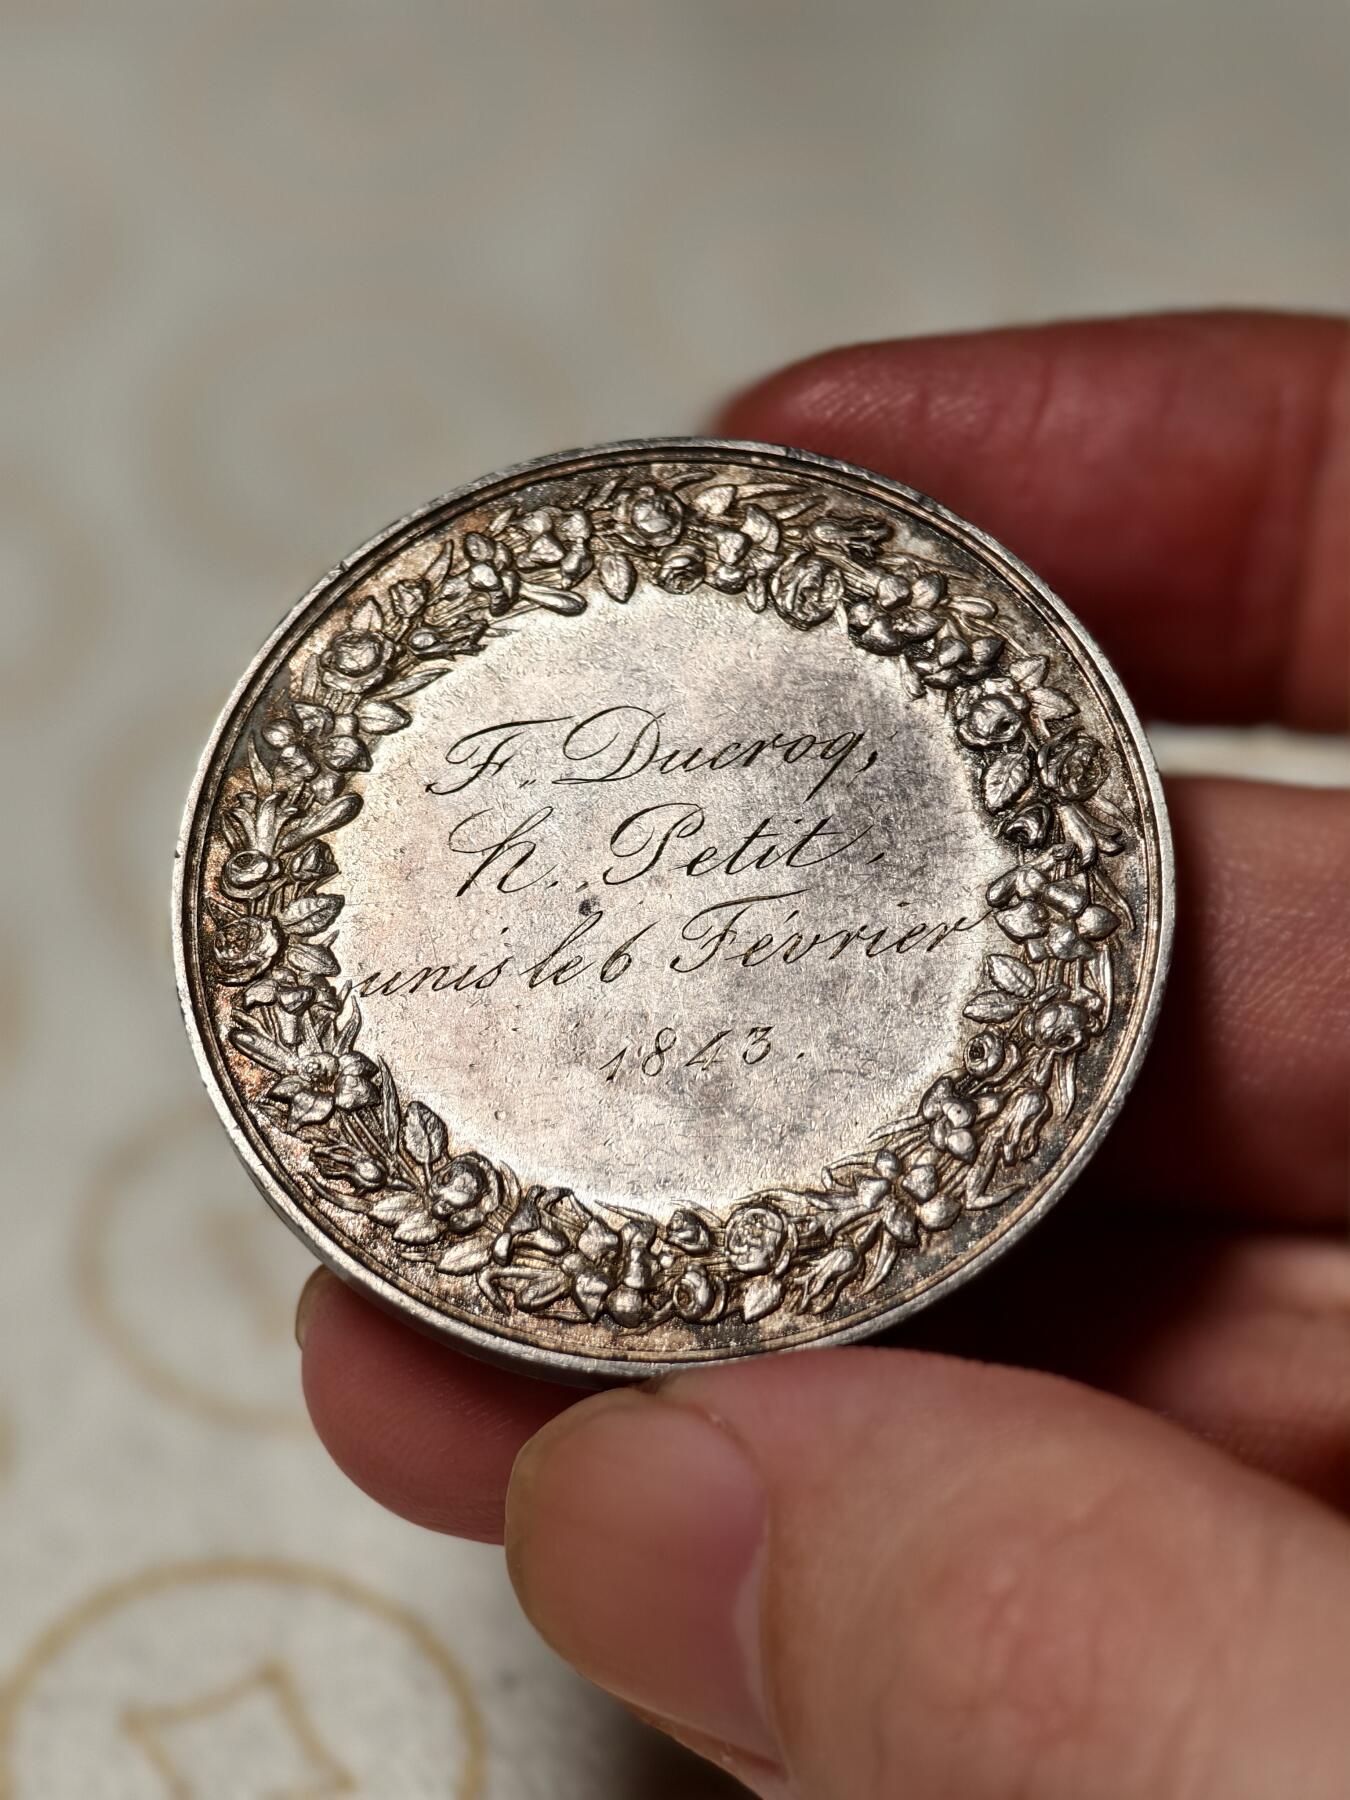 F. Ducroq,
h. Petit.
unis le 6 Février
1843.